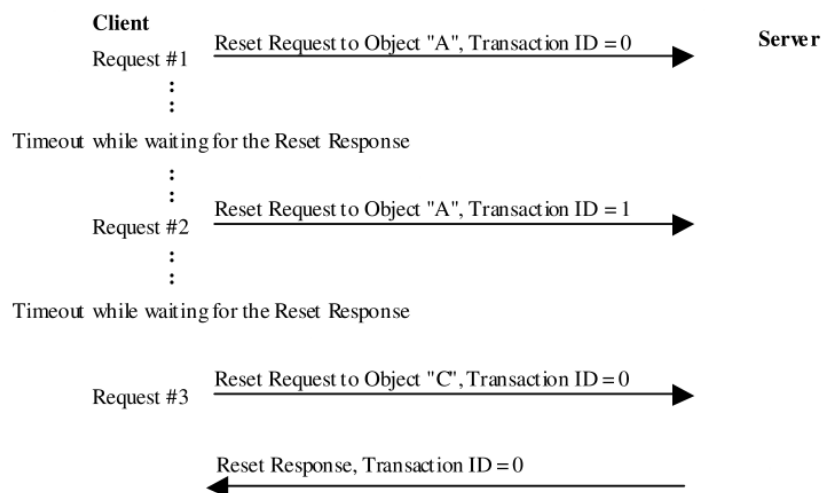 Client
Server
Reset Request to Object "A", Transaction ID = 0
Request #1
Timeout while waiting for the Reset Response
Reset Request to Object "A", Transaction ID = 1
Request #2
Timeout while waiting for the Reset Response
Reset Request to Object "C", Transaction ID = 0
Request #3
Reset Response, Transaction ID = 0